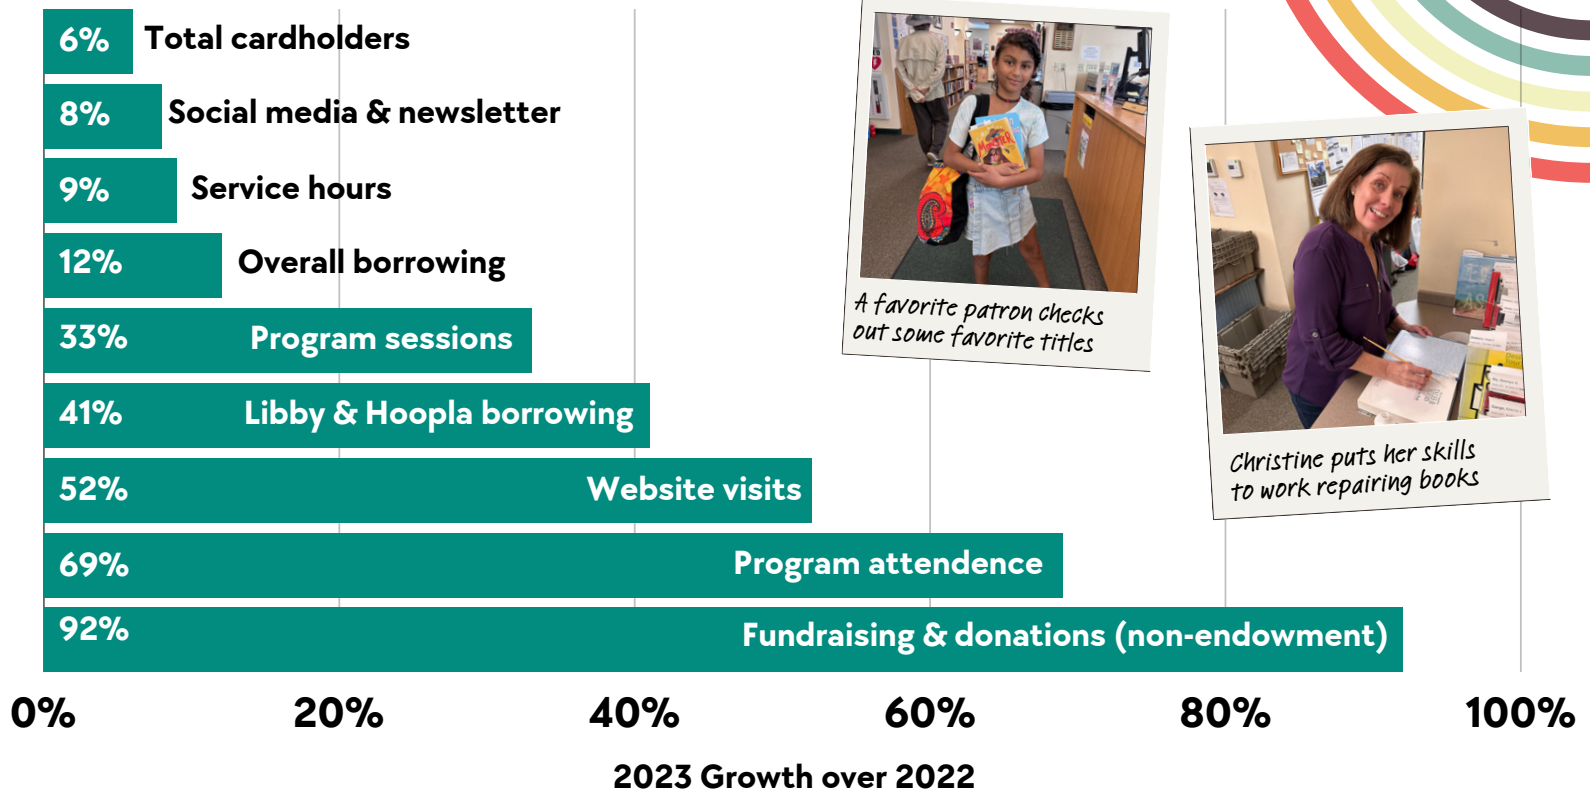 6% Total cardholders
8% Social media & newsletter
9% Service hours
12% Overall borrowing
33% Program sessions
41% Libby & Hoopla borrowing
52% Website visits
69% Program attendence
92% Fundraising & donations (non-endowment)
0% 20% 40% 60% 80% 100%
2023 Growth over 2022
A favorite patron checks
out some favorite titles
Christine puts her skills
to work repairing books